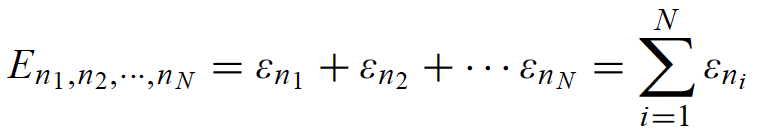 $E_{n_1,n_2,\cdots,n_N} = \varepsilon_{n_1} + \varepsilon_{n_2} + \cdots \varepsilon_{n_N} = \sum_{i=1}^{N} \varepsilon_{n_i}$